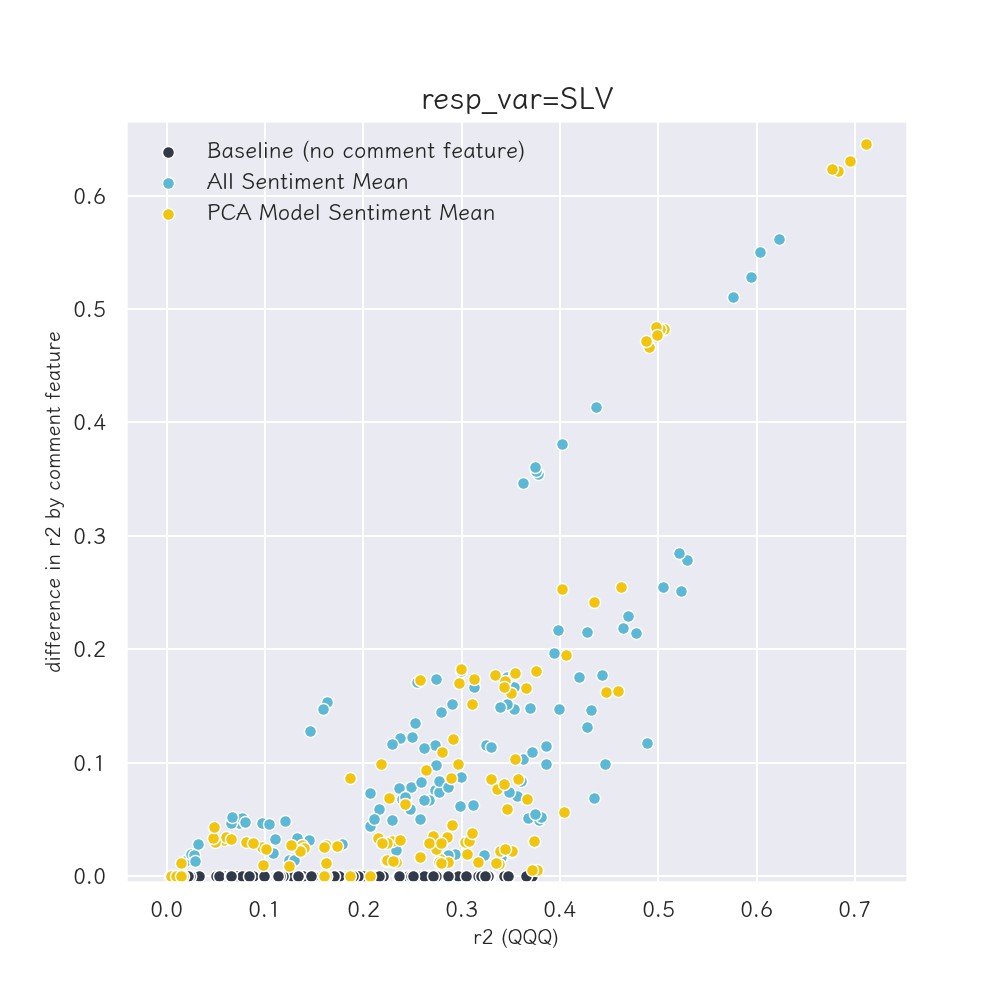 resp_var=SLV
Baseline (no comment feature)
All Sentiment Mean
PCA Model Sentiment Mean
difference in r2 by comment feature
0.6
0.5
0.4
0.3
0.2
0.1
0.0
0.0 0.1 0.2 0.3 0.4 0.5 0.6 0.7
r2 (QQQ)